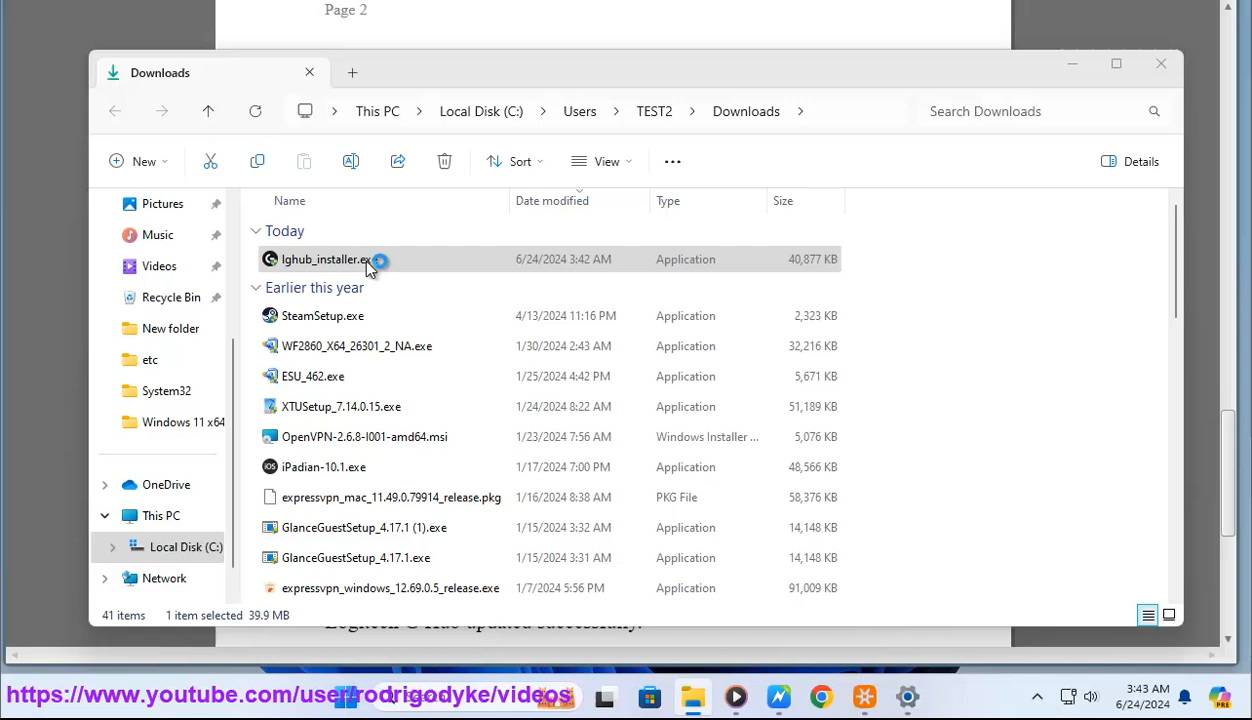 Page 2
Downloads
This PC
Local Disk (C:)
Users
TEST2
Downloads
Search Downloads
New
Sort
View
Details
Pictures
Music
Videos
Recycle Bin
New folder
etc
System32
Windows 11 x64
OneDrive
This PC
Local Disk (C:)
Network
Name Date modified Type Size
Today
lghub_installer.ex 6/24/2024 3:42 AM Application 40,877 KB
Earlier this year
SteamSetup.exe 4/13/2024 11:16 PM Application 2,323 KB
WF2860_X64_26301_2_NA.exe 1/30/2024 2:43 AM Application 32,216 KB
ESU_462.exe 1/25/2024 4:42 PM Application 5,671 KB
XTUSetup_7.14.0.15.exe 1/24/2024 8:22 AM Application 51,189 KB
OpenVPN-2.6.8-I001-amd64.msi 1/23/2024 7:56 AM Windows Installer ... 5,076 KB
iPadian-10.1.exe 1/17/2024 7:00 PM Application 48,566 KB
expressvpn_mac_11.49.0.79914_release.pkg 1/16/2024 8:38 AM PKG File 58,376 KB
GlanceGuestSetup_4.17.1 (1).exe 1/15/2024 3:32 AM Application 14,148 KB
GlanceGuestSetup_4.17.1.exe 1/15/2024 3:31 AM Application 14,148 KB
expressvpn_windows_12.69.0.5_release.exe 1/7/2024 5:56 PM Application 91,009 KB
41 items 1 item selected 39.9 MB
Logitech G Hub updated successfully.
https://www.youtube.com/user/rodrigodyke/videos
3:43 AM
6/24/2024
PRE